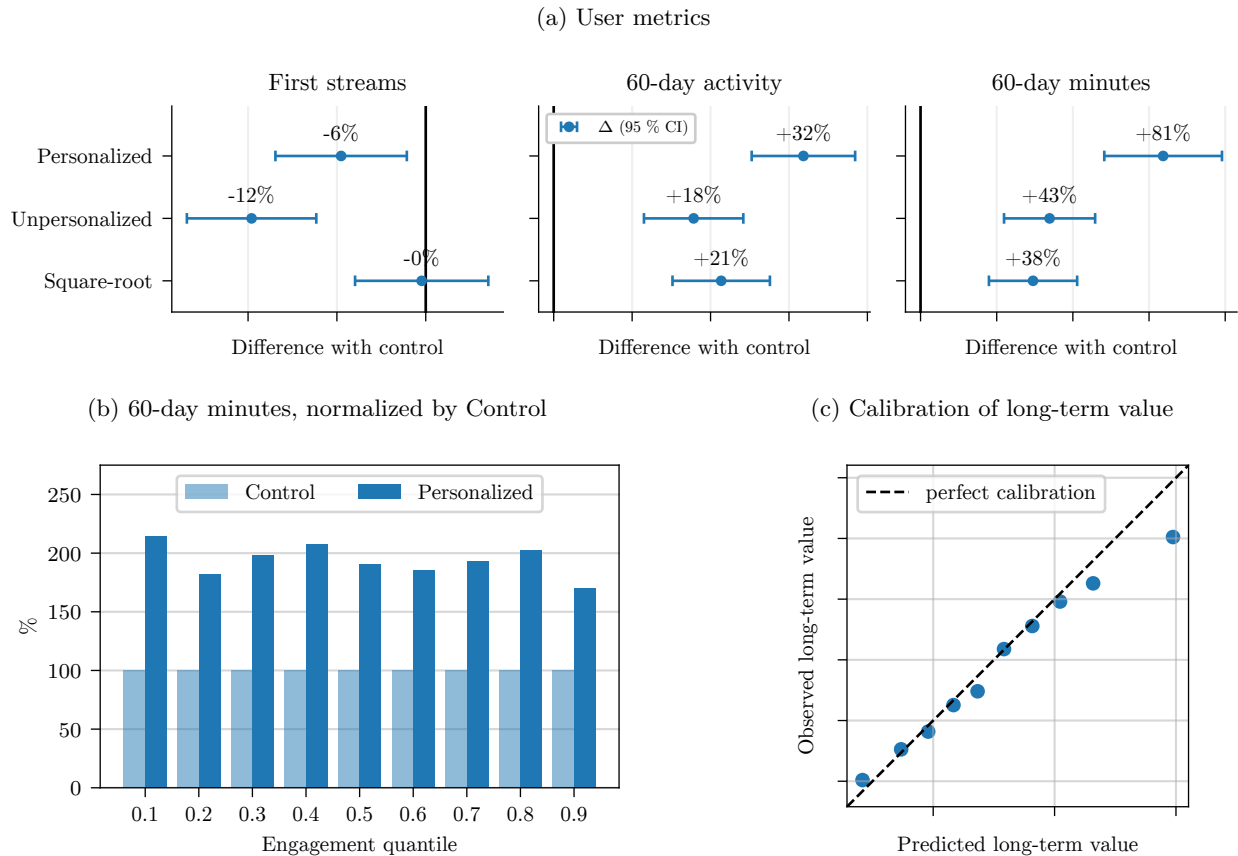 (a) User metrics
First streams
60-day activity
60-day minutes
Δ (95 % CI)
Personalized
-6%
+32%
+81%
Unpersonalized
-12%
+18%
+43%
Square-root
-0%
+21%
+38%
Difference with control
Difference with control
Difference with control
(b) 60-day minutes, normalized by Control
%
250
200
150
100
50
0
Control
Personalized
0.1
0.2
0.3
0.4
0.5
0.6
0.7
0.8
0.9
Engagement quantile
(c) Calibration of long-term value
perfect calibration
Observed long-term value
Predicted long-term value